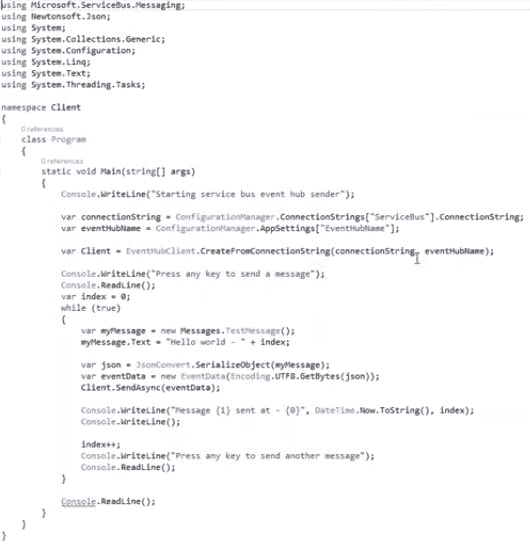 using Microsoft.ServiceBus.Messaging;
using Newtonsoft.Json;
using System;
using System.Collections.Generic;
using System.Configuration;
using System.Linq;
using System.Text;
using System.Threading.Tasks;

namespace Client
{
0 references
class Program
{
0 references
static void Main(string[] args)
{
Console.WriteLine("Starting service bus event hub sender");

var connectionString = ConfigurationManager.ConnectionStrings["ServiceBus"].ConnectionString;
var eventHubName = ConfigurationManager.AppSettings["EventHubName"];

var Client = EventHubClient.CreateFromConnectionString(connectionString, eventHubName);

Console.WriteLine("Press any key to send a message");
Console.ReadLine();
var index = 0;
while (true)
{
var myMessage = new Messages.TestMessage();
myMessage.Text = "Hello world - " + index;

var json = JsonConvert.SerializeObject(myMessage);
var eventData = new EventData(Encoding.UTF8.GetBytes(json));
Client.SendAsync(eventData);

Console.WriteLine("Message {1} sent at - {0}", DateTime.Now.ToString(), index);
Console.WriteLine();

index++;
Console.WriteLine("Press any key to send another message");
Console.ReadLine();
}

Console.ReadLine();
}
}
}